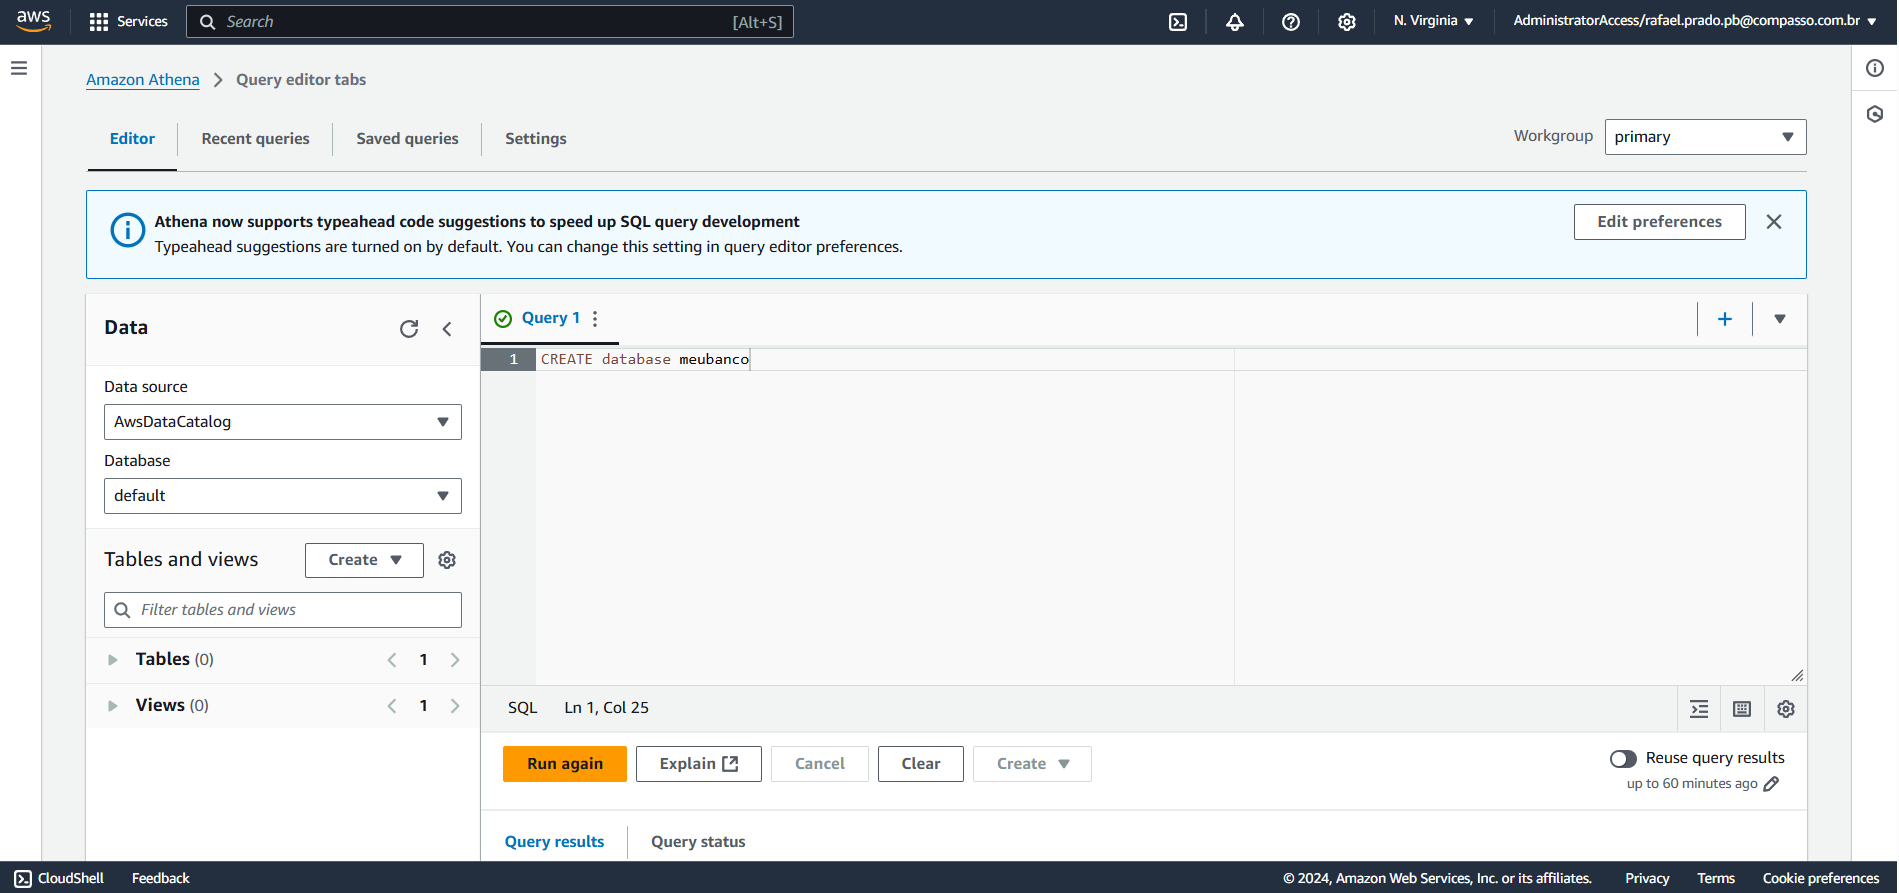 aws Services Search [Alt+S] N. Virginia AdministratorAccess/rafael.prado.pb@compasso.com.br
Amazon Athena Query editor tabs
Editor Recent queries Saved queries Settings Workgroup primary
Athena now supports typeahead code suggestions to speed up SQL query development
Typeahead suggestions are turned on by default. You can change this setting in query editor preferences.
Edit preferences
Data
Data source
AwsDataCatalog
Database
default
Tables and views Create
Filter tables and views
Tables (0) 1
Views (0) 1
Query 1
1 CREATE database meubanco
SQL Ln 1, Col 25
Run again Explain Cancel Clear Create
Reuse query results
up to 60 minutes ago
Query results Query status
CloudShell Feedback © 2024, Amazon Web Services, Inc. or its affiliates. Privacy Terms Cookie preferences